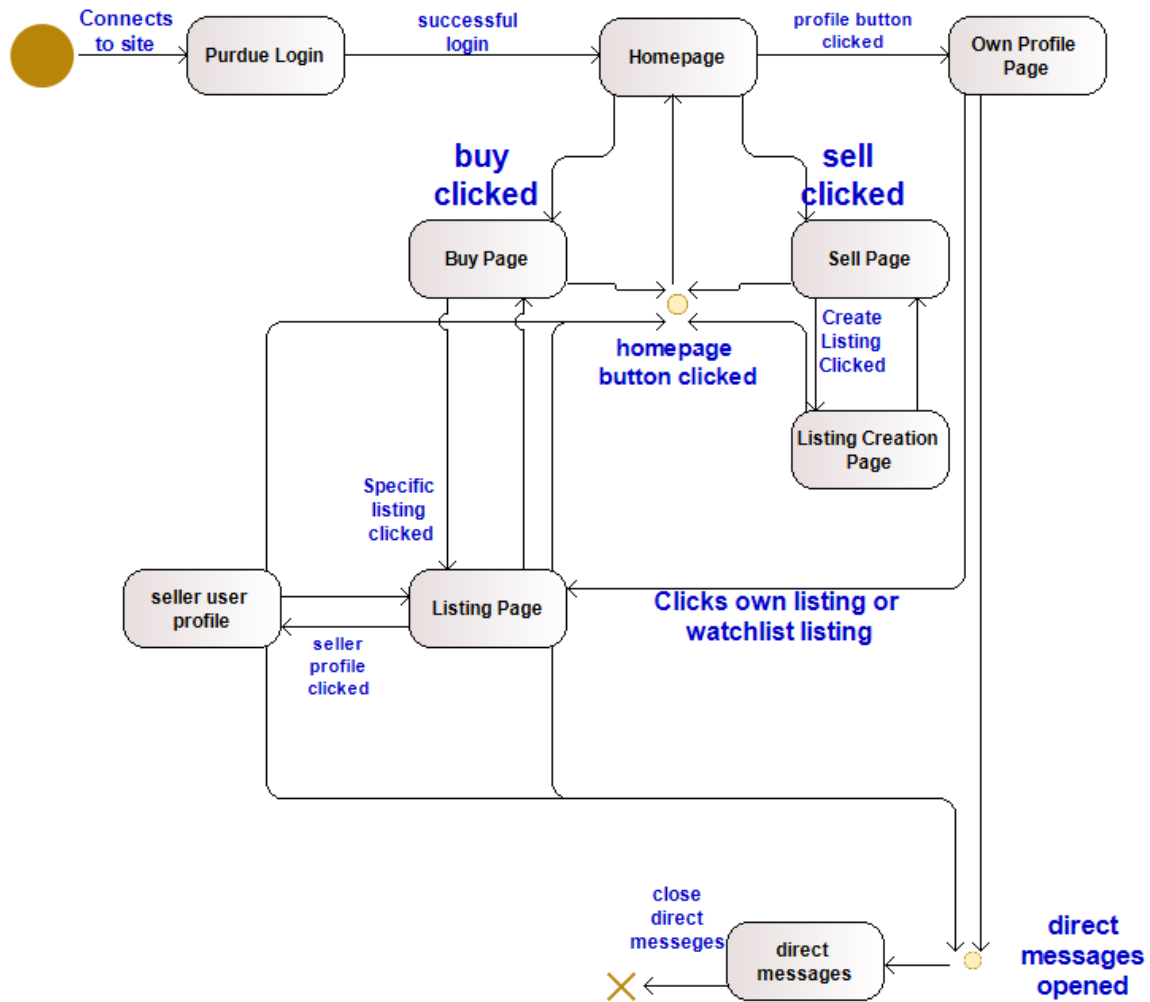 Connects
to site
Purdue Login
successful
login
Homepage
profile button
clicked
Own Profile
Page
buy
clicked
sell
clicked
Buy Page
Sell Page
homepage
button clicked
Create
Listing
Clicked
Listing Creation
Page
Specific
listing
clicked
seller user
profile
Listing Page
seller
profile
clicked
Clicks own listing or
watchlist listing
close
direct
messeges
direct
messages
direct
messages
opened